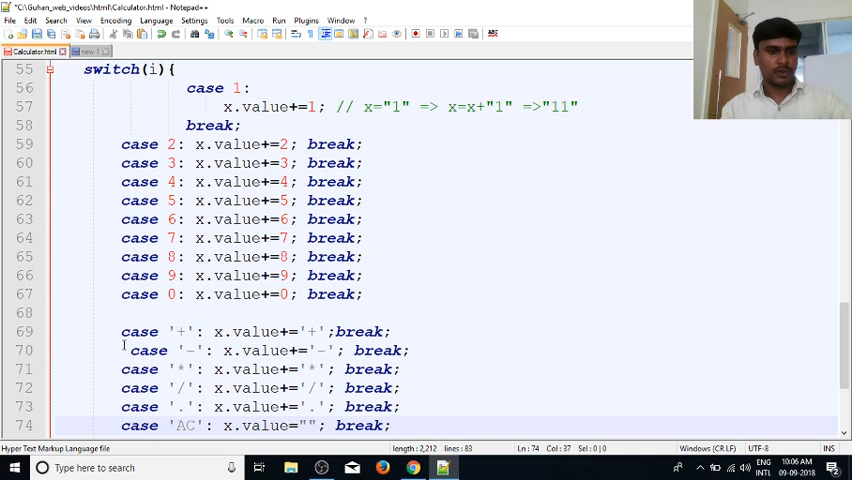 *C:\Guhan_web_videos\html\Calculator.html - Notepad++
File Edit Search View Encoding Language Settings Tools Macro Run Plugins Window ?
Calculator.html new 1
55 switch(i){
56 case 1:
57 x.value+=1; // x="1" => x=x+"1" =>"11"
58 break;
59 case 2: x.value+=2; break;
60 case 3: x.value+=3; break;
61 case 4: x.value+=4; break;
62 case 5: x.value+=5; break;
63 case 6: x.value+=6; break;
64 case 7: x.value+=7; break;
65 case 8: x.value+=8; break;
66 case 9: x.value+=9; break;
67 case 0: x.value+=0; break;
68
69 case '+': x.value+='+';break;
70 case '-': x.value+='-'; break;
71 case '*': x.value+='*'; break;
72 case '/': x.value+='/'; break;
73 case '.': x.value+='.'; break;
74 case 'AC': x.value=""; break;
Hyper Text Markup Language file length : 2,212 lines : 83 Ln : 74 Col : 37 Sel : 0 | 0 Windows (CR LF) UTF-8 INS
Type here to search ENG INTL 10:06 AM 09-09-2018